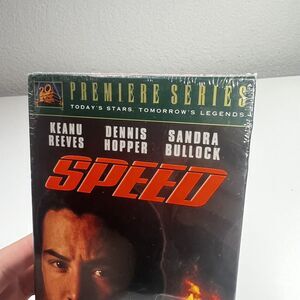 PREMIERE SERIES
TODAY'S STARS. TOMORROW'S LEGENDS
KEANU DENNIS SANDRA
REEVES HOPPER BULLOCK
SPEED